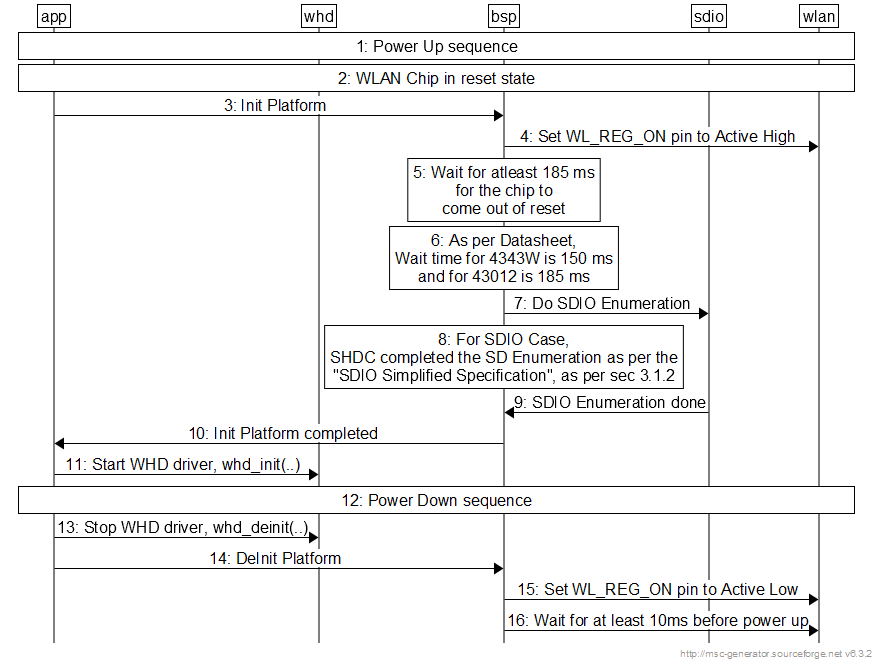 app whd bsp sdio wlan
1: Power Up sequence
2: WLAN Chip in reset state
3: Init Platform
4: Set WL_REG_ON pin to Active High
5: Wait for atleast 185 ms
for the chip to
come out of reset
6: As per Datasheet,
Wait time for 4343W is 150 ms
and for 43012 is 185 ms
7: Do SDIO Enumeration
8: For SDIO Case,
SHDC completed the SD Enumeration as per the
"SDIO Simplified Specification", as per sec 3.1.2
9: SDIO Enumeration done
10: Init Platform completed
11: Start WHD driver, whd_init(..)
12: Power Down sequence
13: Stop WHD driver, whd_deinit(..)
14: DeInit Platform
15: Set WL_REG_ON pin to Active Low
16: Wait for at least 10ms before power up
http://msc-generator.sourceforge.net v6.3.2